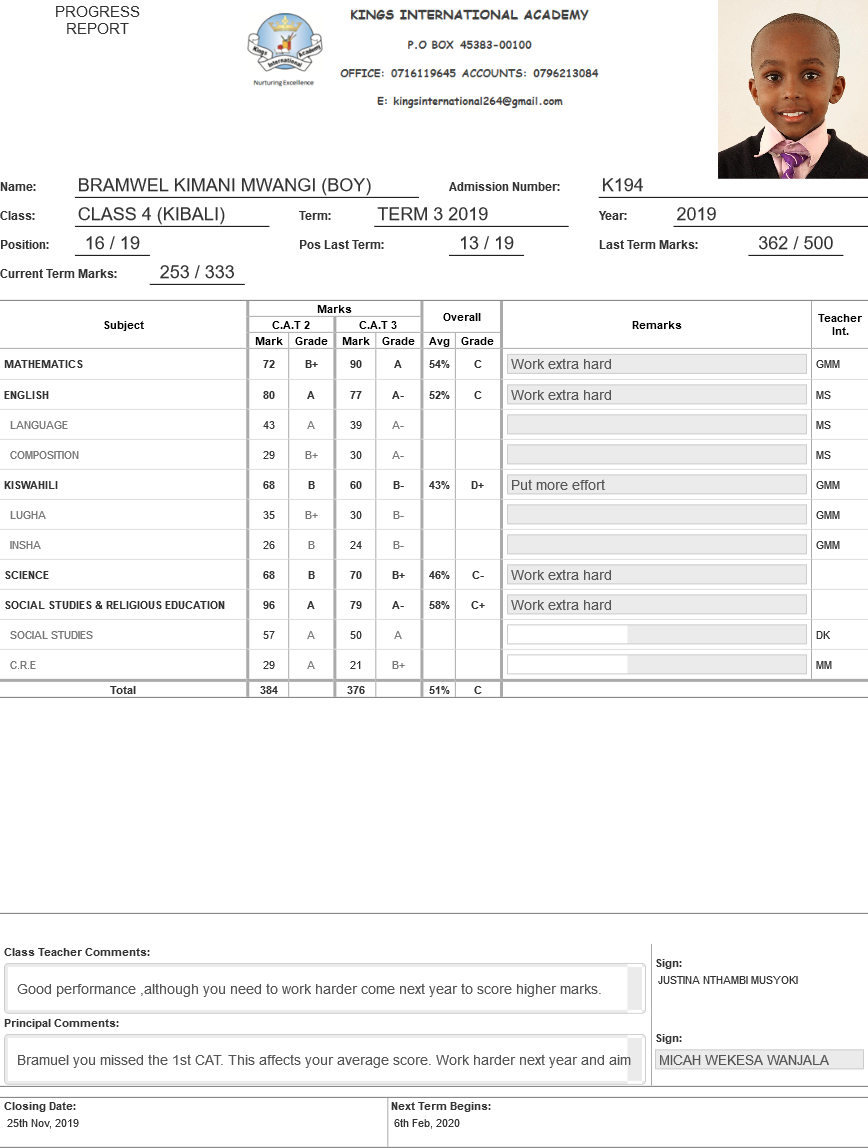 PROGRESS
REPORT
KINGS INTERNATIONAL ACADEMY
P.O BOX 45383-00100
OFFICE: 0716119645 ACCOUNTS: 0796213084
E: kingsinternational264@gmail.com
Kings International Academy
Nurturing Excellence
Name: BRAMWEL KIMANI MWANGI (BOY) Admission Number: K194
Class: CLASS 4 (KIBALI) Term: TERM 3 2019 Year: 2019
Position: 16 / 19 Pos Last Term: 13 / 19 Last Term Marks: 362 / 500
Current Term Marks: 253 / 333
Subject Marks Overall Remarks Teacher Int.
C.A.T 2 C.A.T 3
Mark Grade Mark Grade Avg Grade
MATHEMATICS 72 B+ 90 A 54% C Work extra hard GMM
ENGLISH 80 A 77 A- 52% C Work extra hard MS
LANGUAGE 43 A 39 A- MS
COMPOSITION 29 B+ 30 A- MS
KISWAHILI 68 B 60 B- 43% D+ Put more effort GMM
LUGHA 35 B+ 30 B- GMM
INSHA 26 B 24 B- GMM
SCIENCE 68 B 70 B+ 46% C- Work extra hard
SOCIAL STUDIES & RELIGIOUS EDUCATION 96 A 79 A- 58% C+ Work extra hard
SOCIAL STUDIES 57 A 50 A DK
C.R.E 29 A 21 B+ MM
Total 384 376 51% C
Class Teacher Comments:
Good performance ,although you need to work harder come next year to score higher marks.
Sign:
JUSTINA NTHAMBI MUSYOKI
Principal Comments:
Bramuel you missed the 1st CAT. This affects your average score. Work harder next year and aim
Sign:
MICAH WEKESA WANJALA
Closing Date:
25th Nov, 2019
Next Term Begins:
6th Feb, 2020